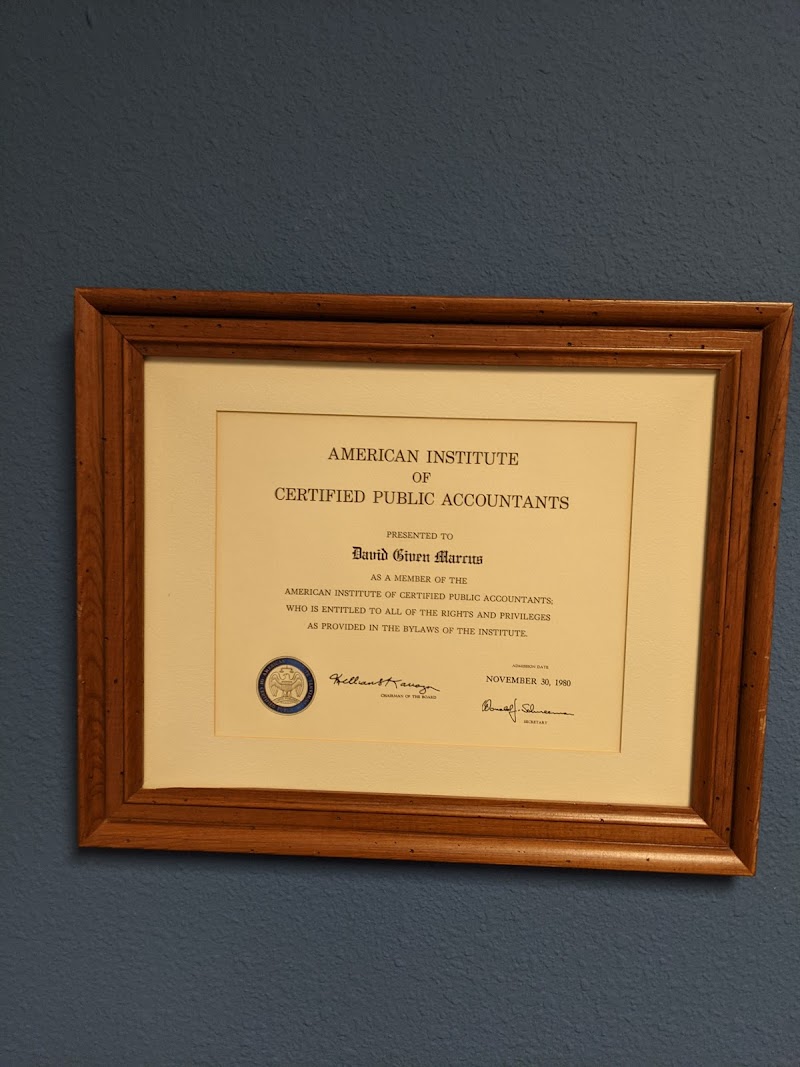 AMERICAN INSTITUTE
OF
CERTIFIED PUBLIC ACCOUNTANTS
PRESENTED TO
David Given Marcus
AS A MEMBER OF THE
AMERICAN INSTITUTE OF CERTIFIED PUBLIC ACCOUNTANTS;
WHO IS ENTITLED TO ALL OF THE RIGHTS AND PRIVILEGES
AS PROVIDED IN THE BYLAWS OF THE INSTITUTE.
ADMISSION DATE
NOVEMBER 30, 1980
CHAIRMAN OF THE BOARD
SECRETARY